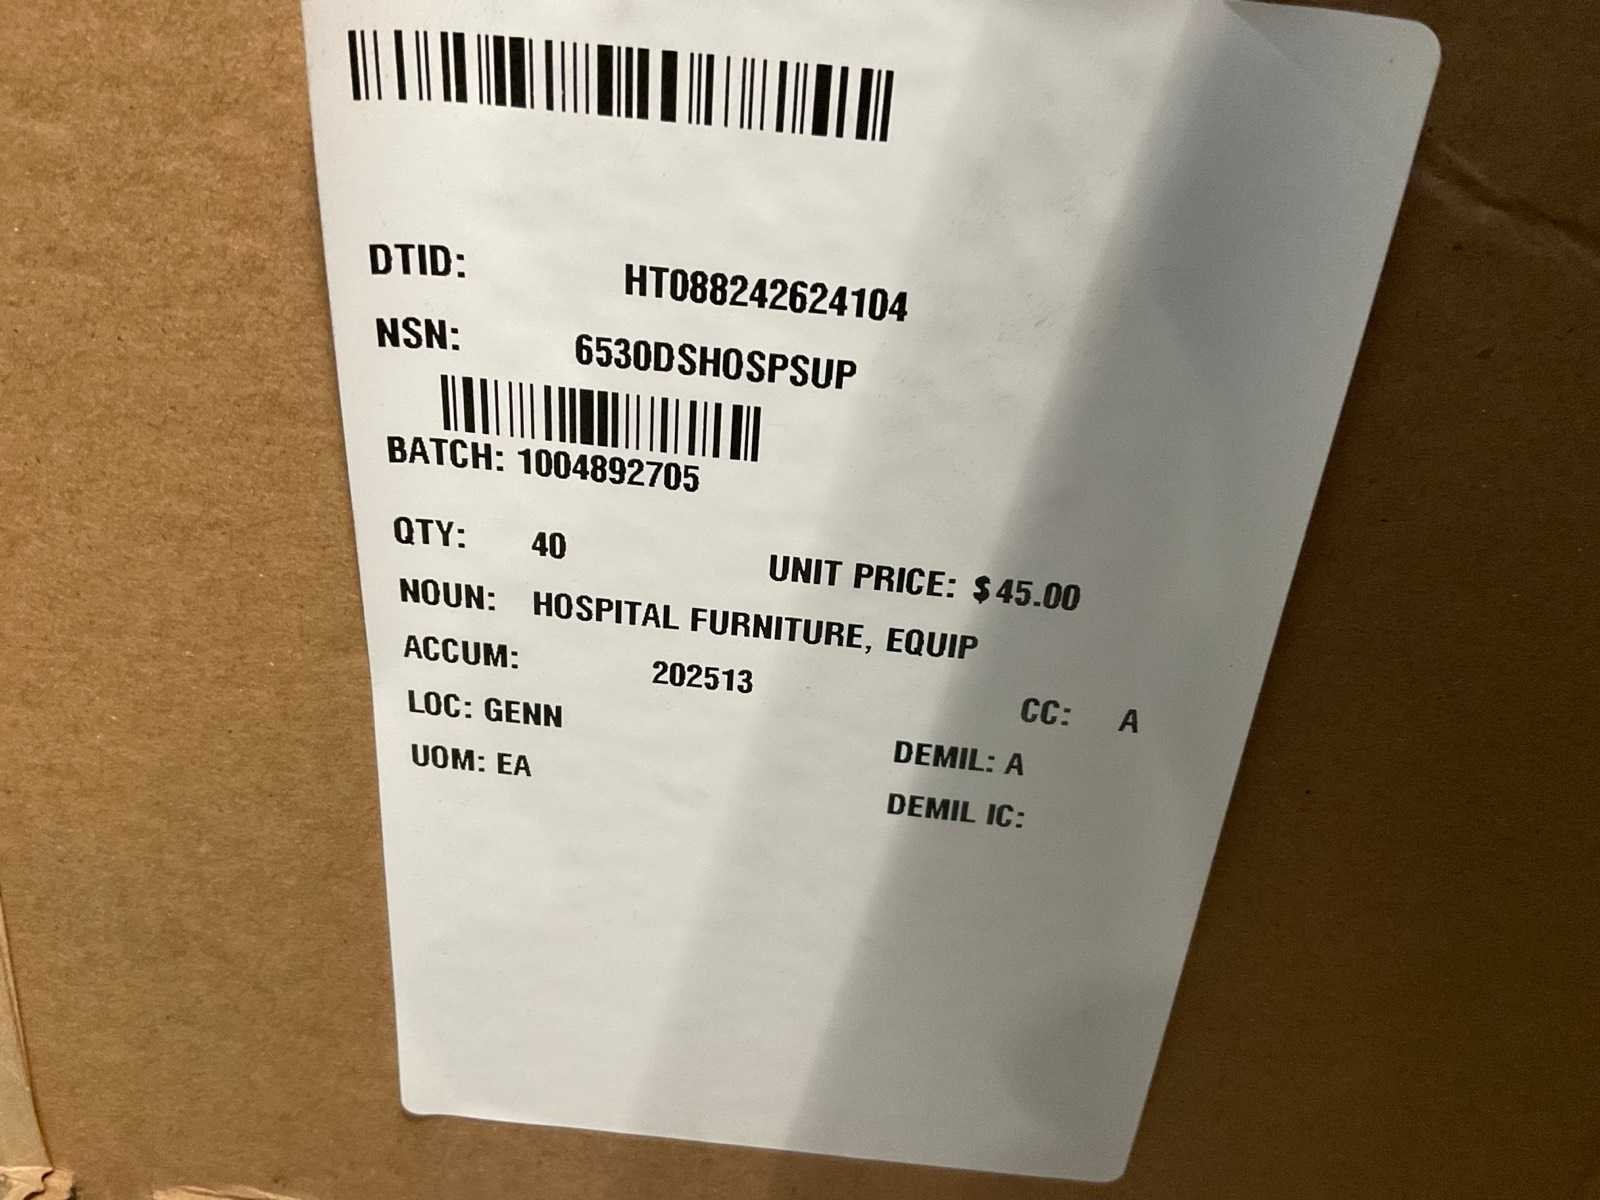 DTID: HT088242624104
NSN: 6530DSHOSPSUP
BATCH: 1004892705
QTY: 40 UNIT PRICE: $45.00
NOUN: HOSPITAL FURNITURE, EQUIP
ACCUM: 202513
CC: A
LOC: GENN
DEMIL: A
UOM: EA
DEMIL IC: